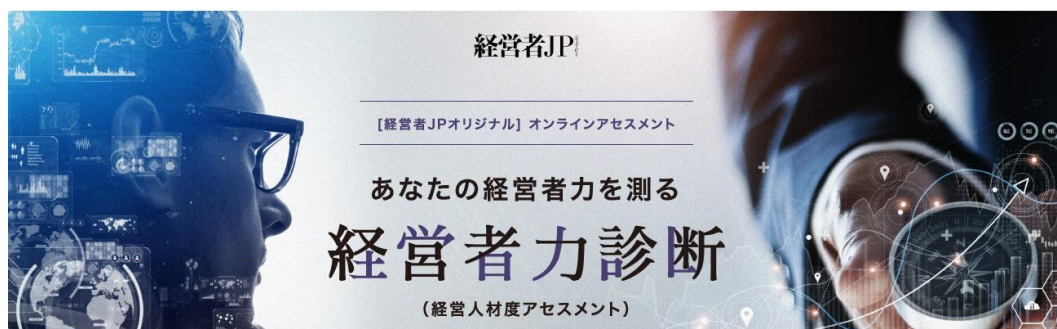 経営者JP
[経営者JPオリジナル] オンラインアセスメント
あなたの経営者力を測る
経営者力診断
(経営人材度アセスメント)